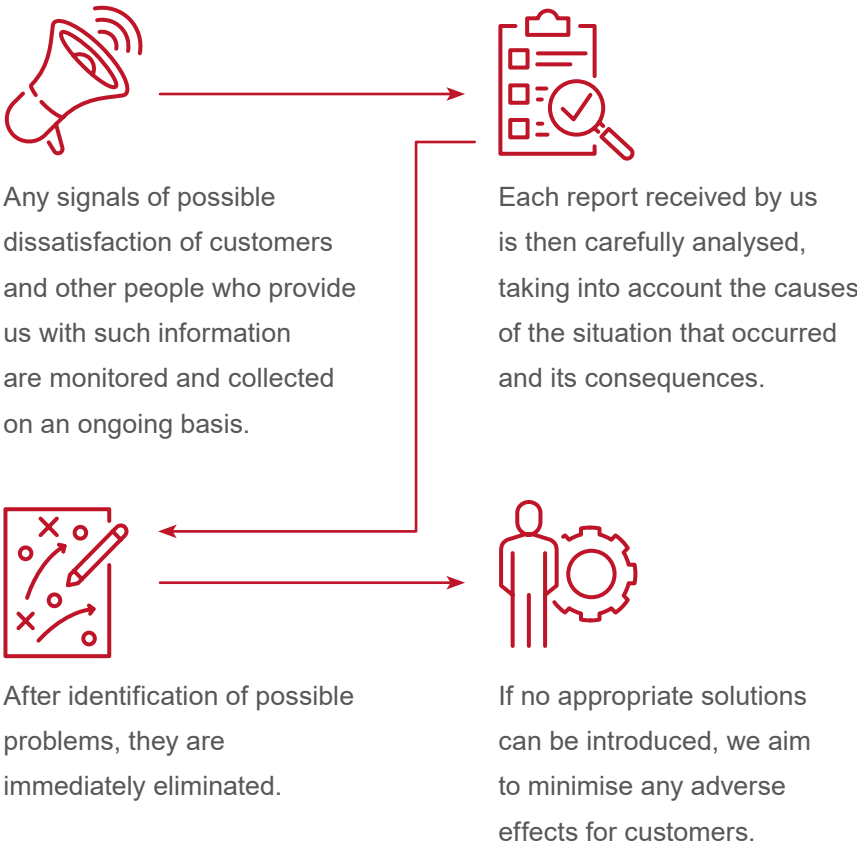 Any signals of possible
dissatisfaction of customers
and other people who provide
us with such information
are monitored and collected
on an ongoing basis.
Each report received by us
is then carefully analysed,
taking into account the causes
of the situation that occurred
and its consequences.
After identification of possible
problems, they are
immediately eliminated.
If no appropriate solutions
can be introduced, we aim
to minimise any adverse
effects for customers.